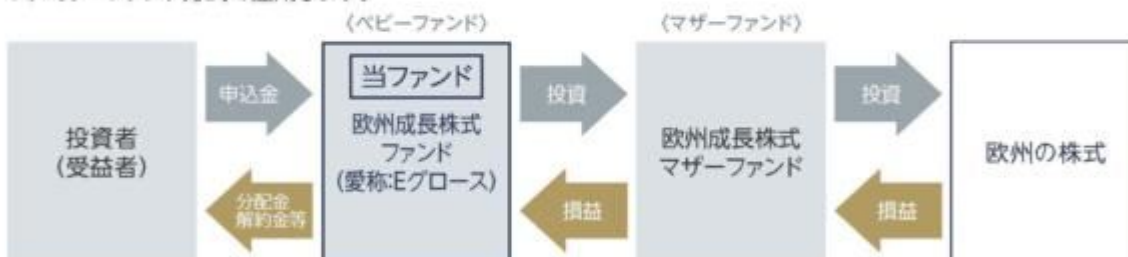 〈ベビーファンド〉
〈マザーファンド〉
投資者
(受益者)
申込金
分配金
解約金等
当ファンド
欧州成長株式
ファンド
(愛称:Eグロース)
投資
損益
欧州成長株式
マザーファンド
投資
損益
欧州の株式